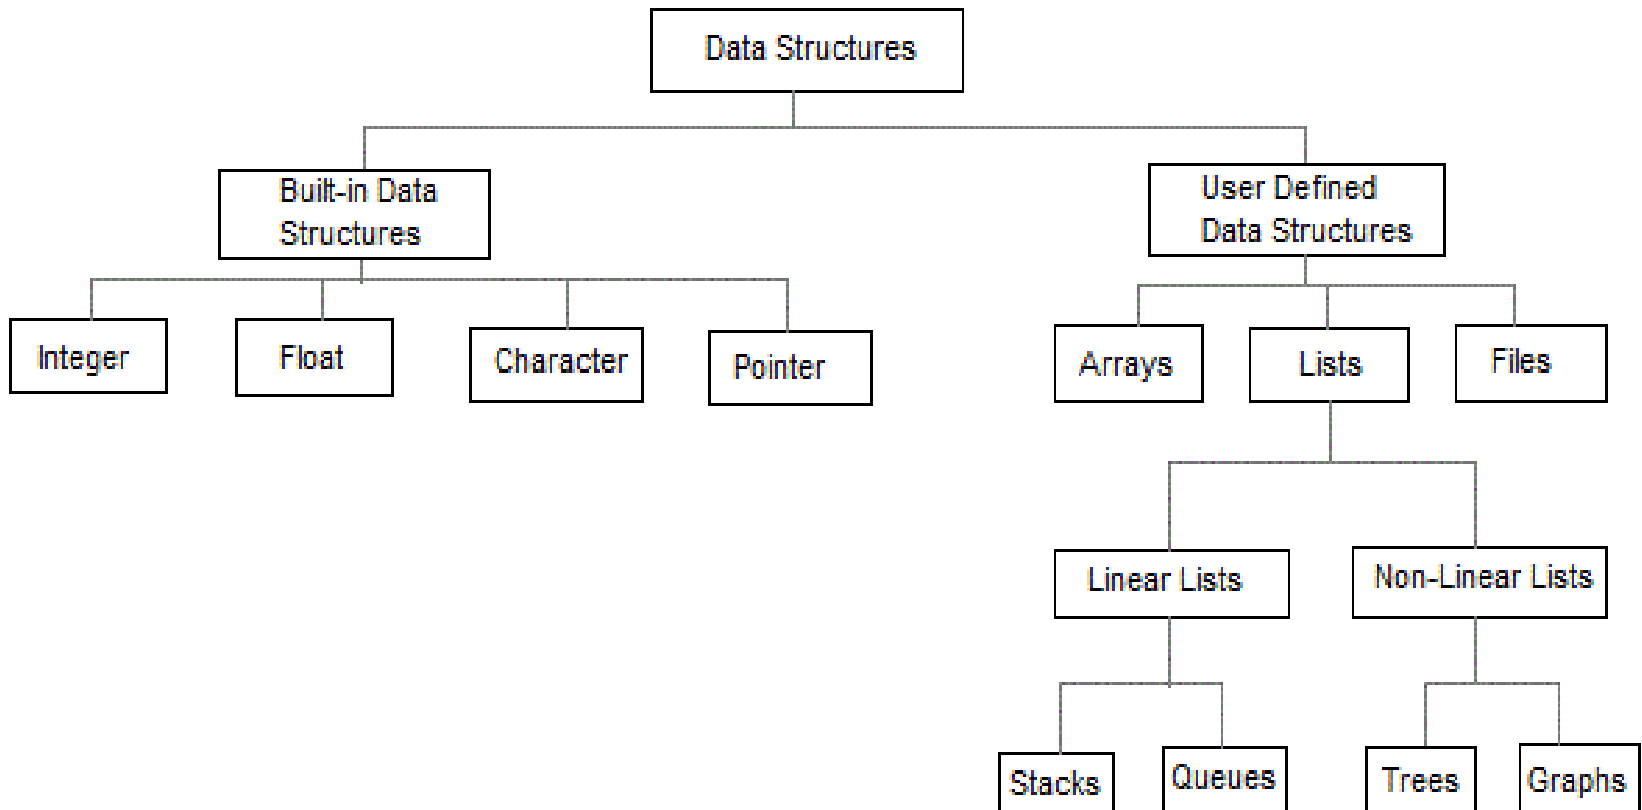 Data Structures
Built-in Data
Structures
User Defined
Data Structures
Integer
Float
Character
Pointer
Arrays
Lists
Files
Linear Lists
Non-Linear Lists
Stacks
Queues
Trees
Graphs